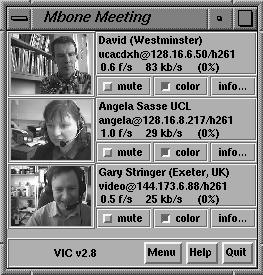 Mbone Meeting
David (Westminster)
ucacdxh@128.16.6.50/h261
0.6 f/s 83 kb/s (0%)
mute color info...
Angela Sasse UCL
angela@128.16.8.217/h261
1.0 f/s 29 kb/s (0%)
mute color info...
Gary Stringer (Exeter, UK)
video@144.173.6.88/h261
0.5 f/s 25 kb/s (0%)
mute color info...
VIC v2.8 Menu Help Quit